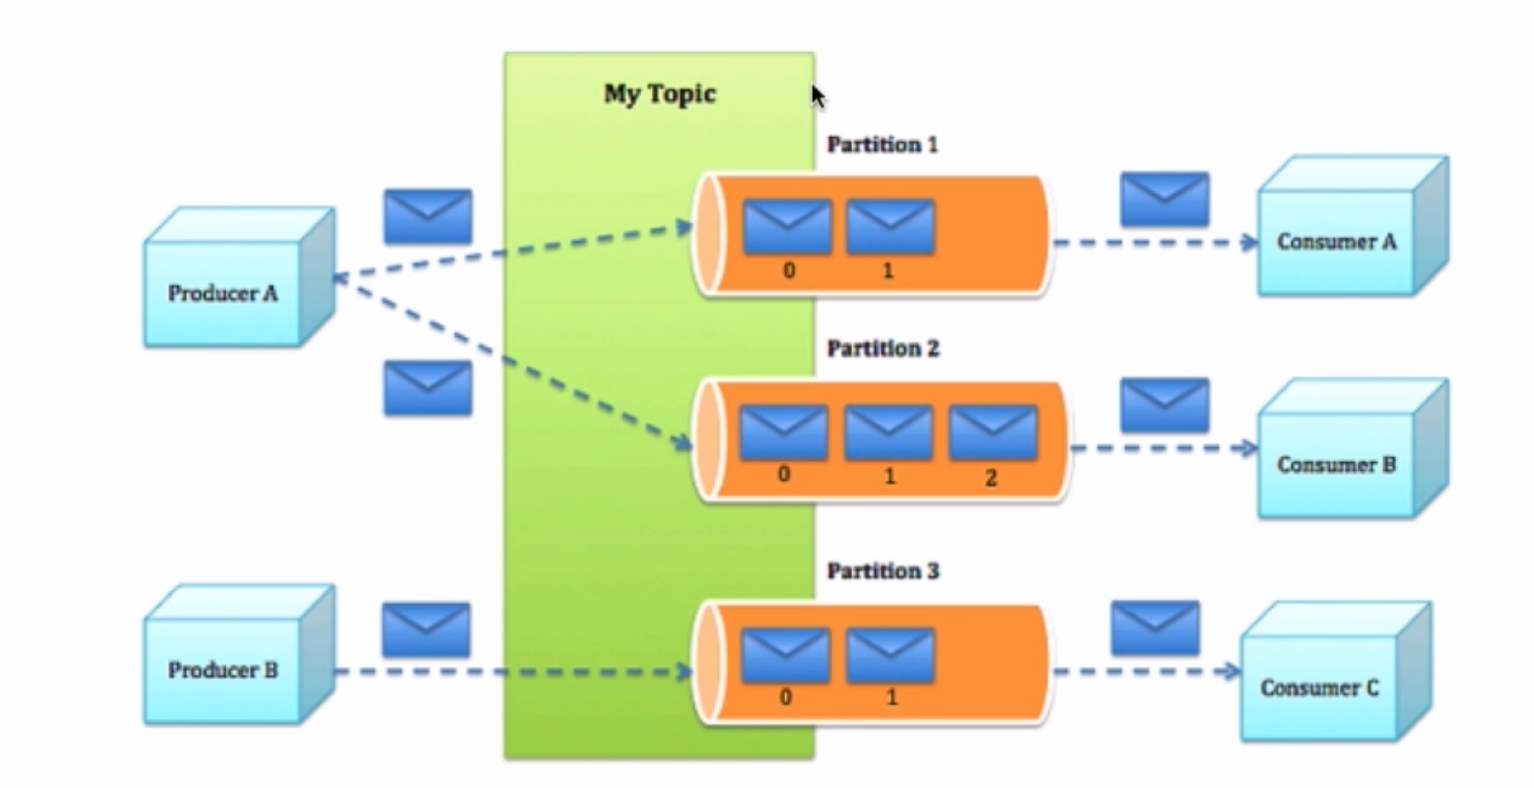 My Topic
Partition 1
Producer A
0 1
Consumer A
Partition 2
0 1 2
Consumer B
Partition 3
Producer B
0 1
Consumer C